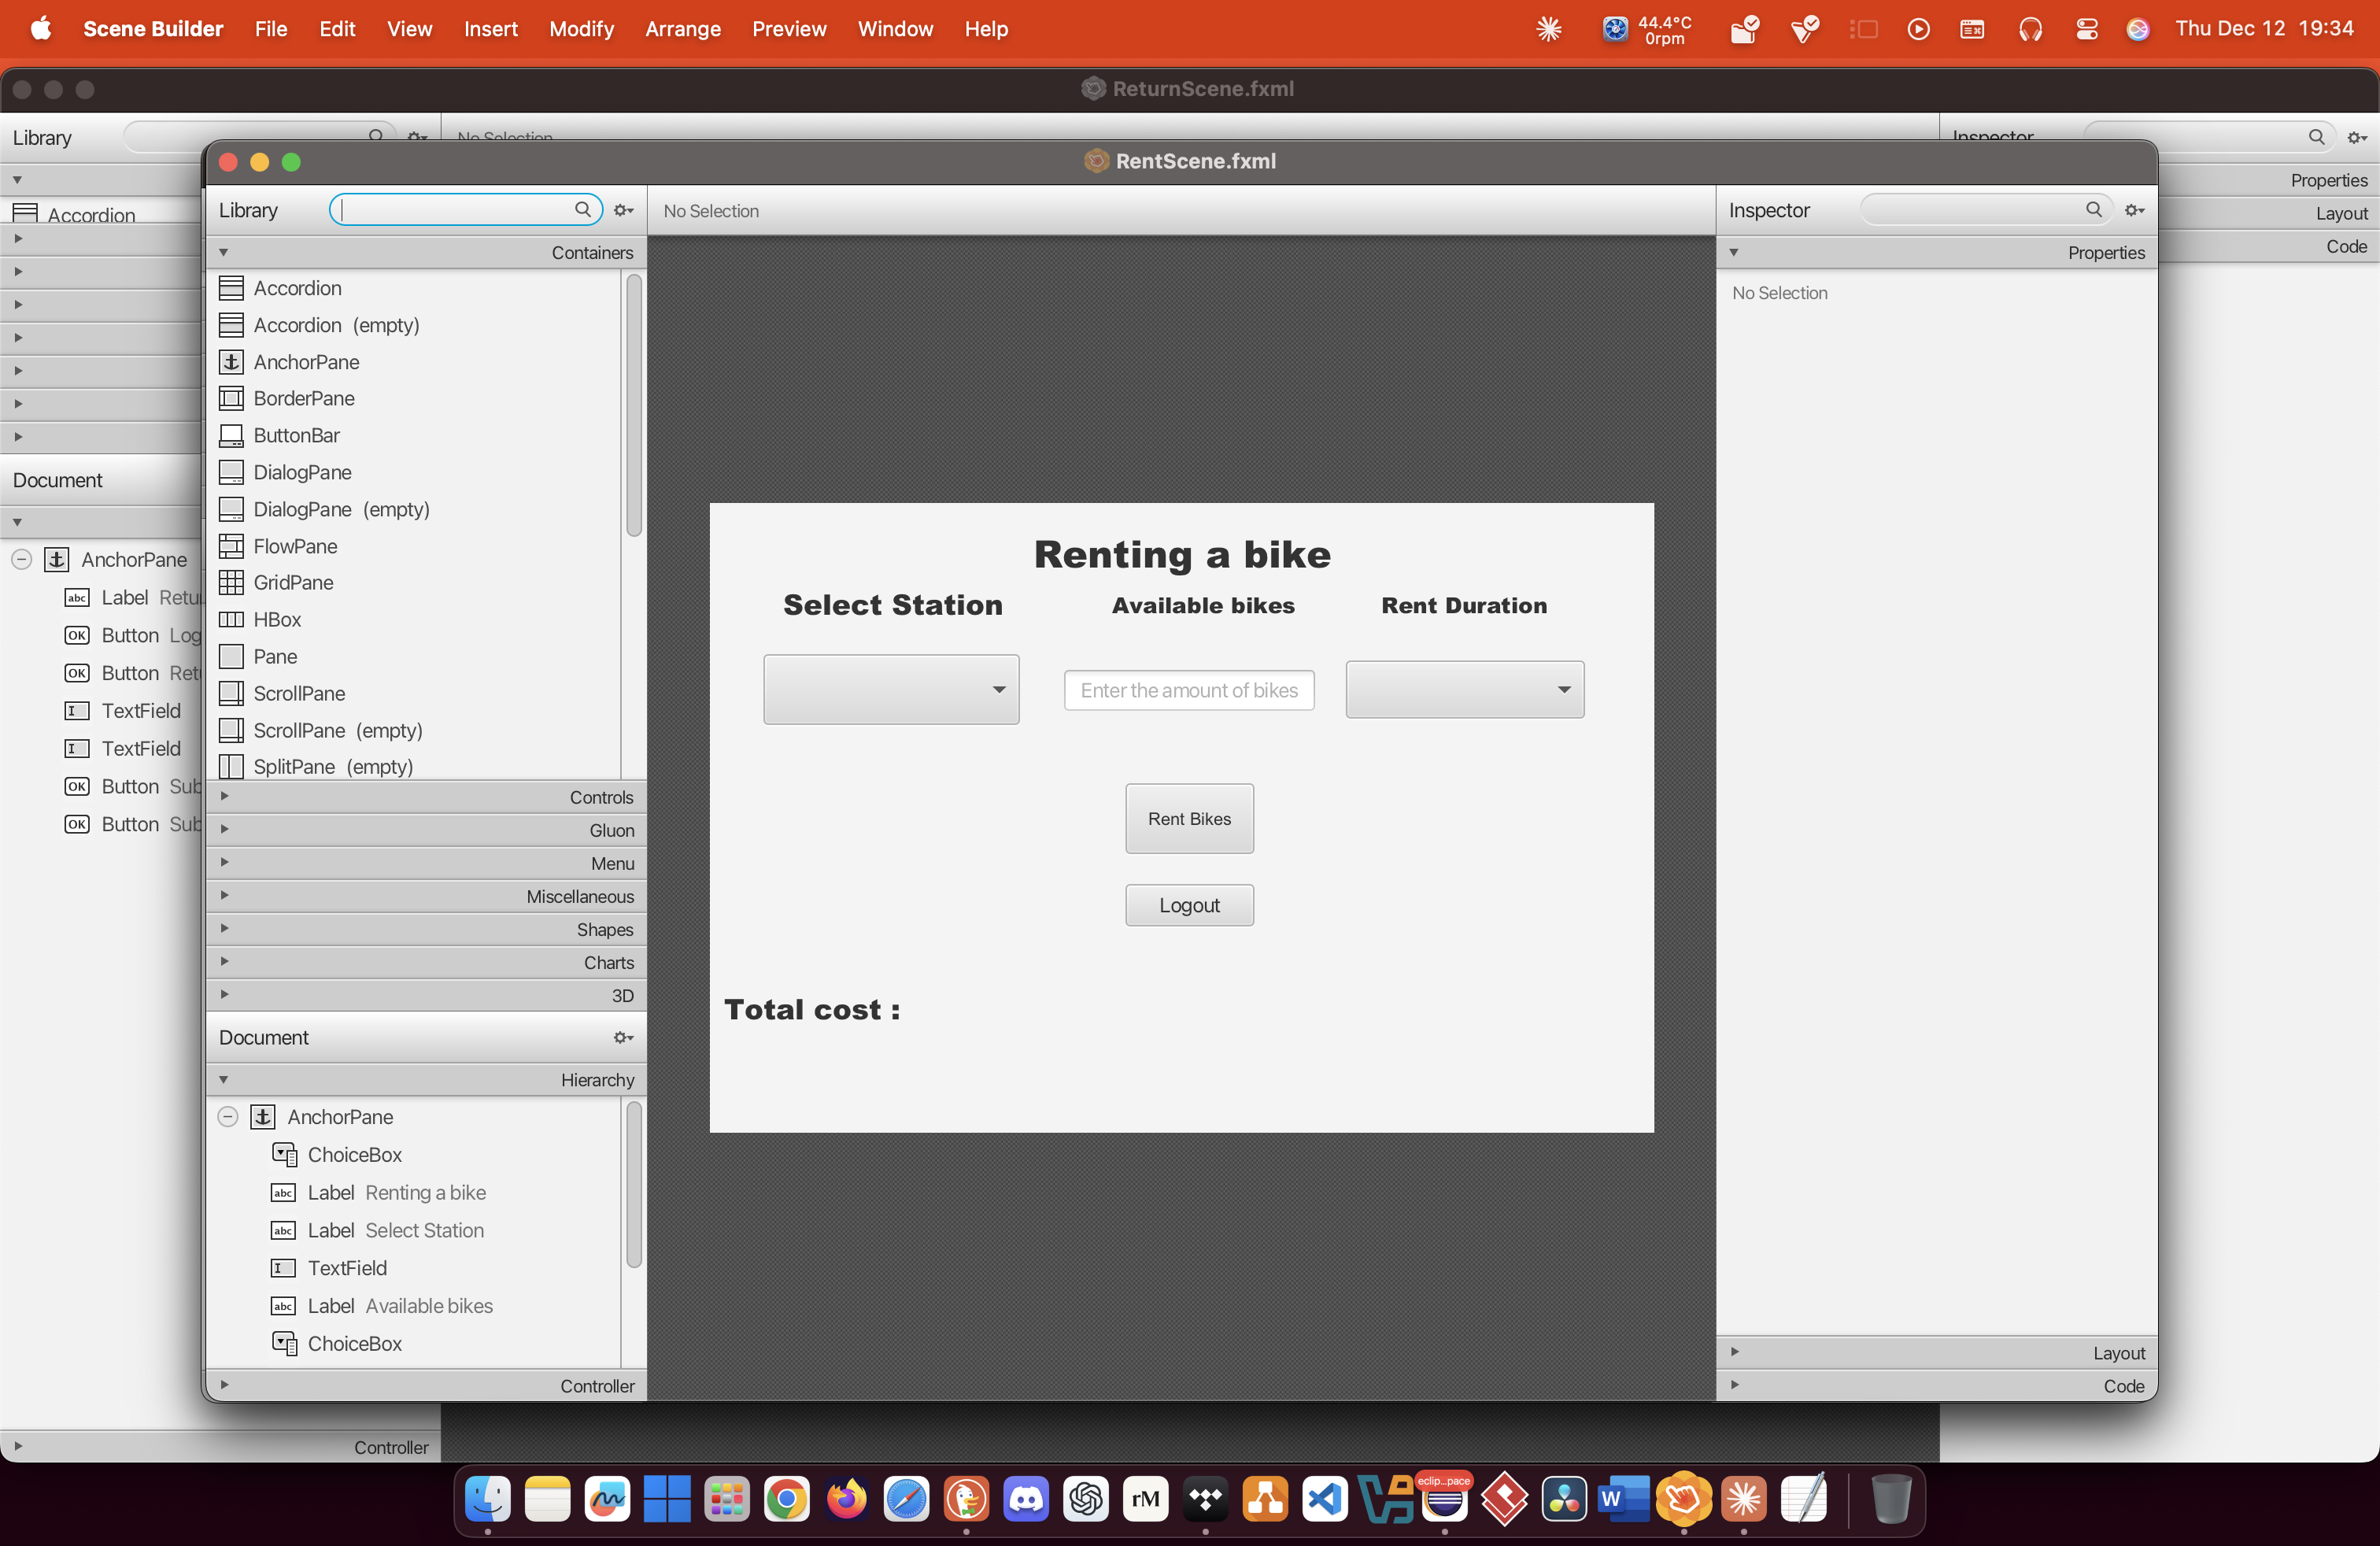 Scene Builder File Edit View Insert Modify Arrange Preview Window Help 44.4°C 0rpm Thu Dec 12 19:34
ReturnScene.fxml
Library
No Selection
Inspector
Properties
Layout
Code
Accordion
Document
AnchorPane
Label
Button
Button
TextField
TextField
Button
Button
Controller
RentScene.fxml
Library
No Selection
Inspector
Containers
Accordion
Accordion (empty)
AnchorPane
BorderPane
ButtonBar
DialogPane
DialogPane (empty)
FlowPane
GridPane
HBox
Pane
ScrollPane
ScrollPane (empty)
SplitPane (empty)
Controls
Gluon
Menu
Miscellaneous
Shapes
Charts
3D
Document
Hierarchy
AnchorPane
ChoiceBox
abc Label Renting a bike
abc Label Select Station
TextField
abc Label Available bikes
ChoiceBox
Controller
Renting a bike
Select Station Available bikes Rent Duration
Enter the amount of bikes
Rent Bikes
Logout
Total cost :
Properties
No Selection
Layout
Code
rM
eclip...pace
W